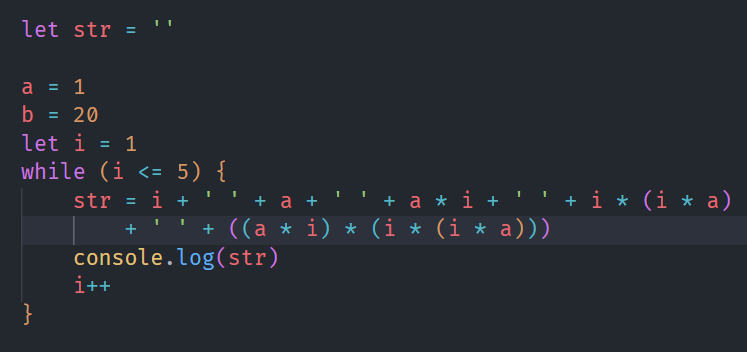 let str = ''
a = 1
b = 20
let i = 1
while (i <= 5) {
str = i + ' ' + a + ' ' + a * i + ' ' + i * (i * a)
+ ' ' + ((a * i) * (i * (i * a)))
console.log(str)
i++
}